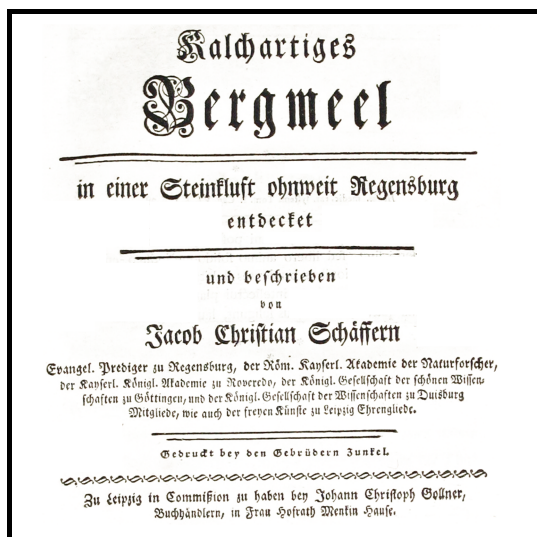 Kalchartiges
Bergmeel
in einer Steinkluft ohnweit Regensburg
entdecket
und beschrieben
von
Jacob Christian Schäffern
Evangel. Prediger zu Regensburg, der Röm. Kayserl. Akademie der Naturforscher,
der Kayserl. Königl. Akademie zu Roveredo, der Königl. Gesellschaft der schönen Wissen-
schaften zu Göttingen, und der Königl. Gesellschaft der Wissenschaften zu Duisburg
Mitgliede, wie auch der freyen Künste zu Leipzig Ehrengliede.
Gedruckt bey den Gebrüdern Zunkel.
Zu Leipzig in Commißion zu haben bey Johann Christoph Gollner,
Buchhändlern, in Frau Hofrath Menkin Hause.